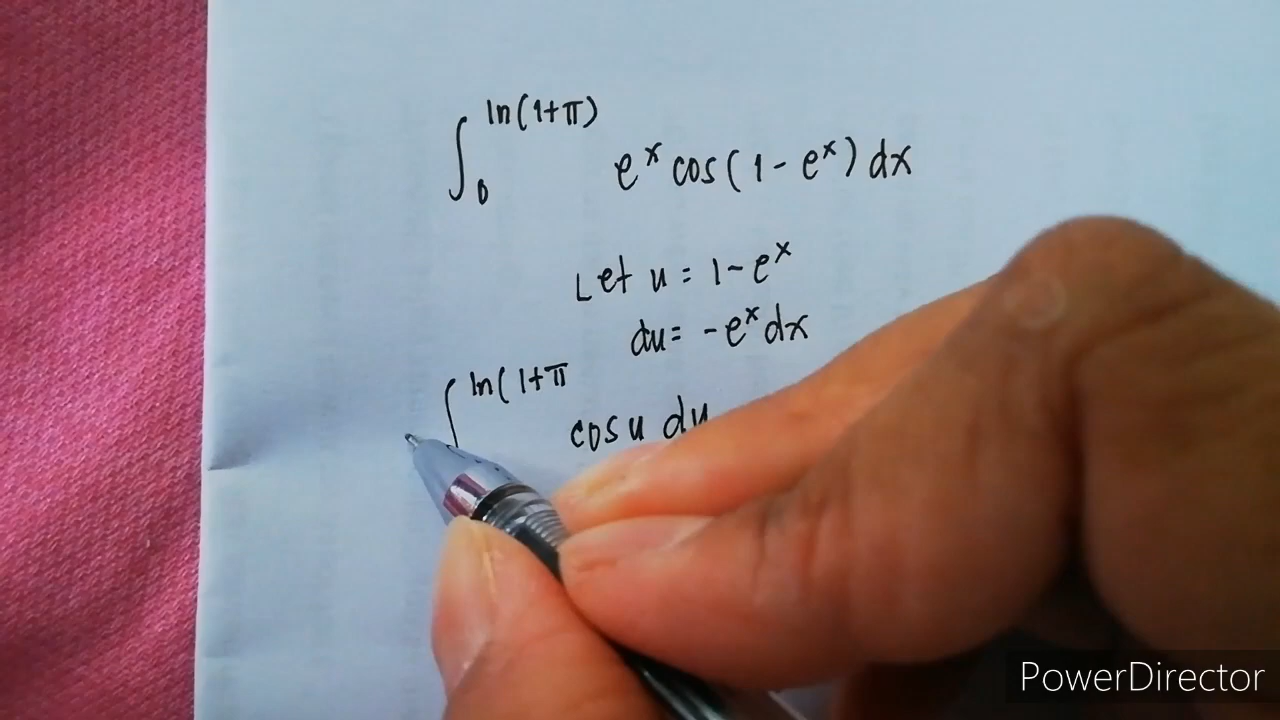 ∫₀^ln(1+π) eˣ cos(1-eˣ) dx
Let u = 1-eˣ
du = -eˣ dx
∫^ln(1+π cos u du
PowerDirector